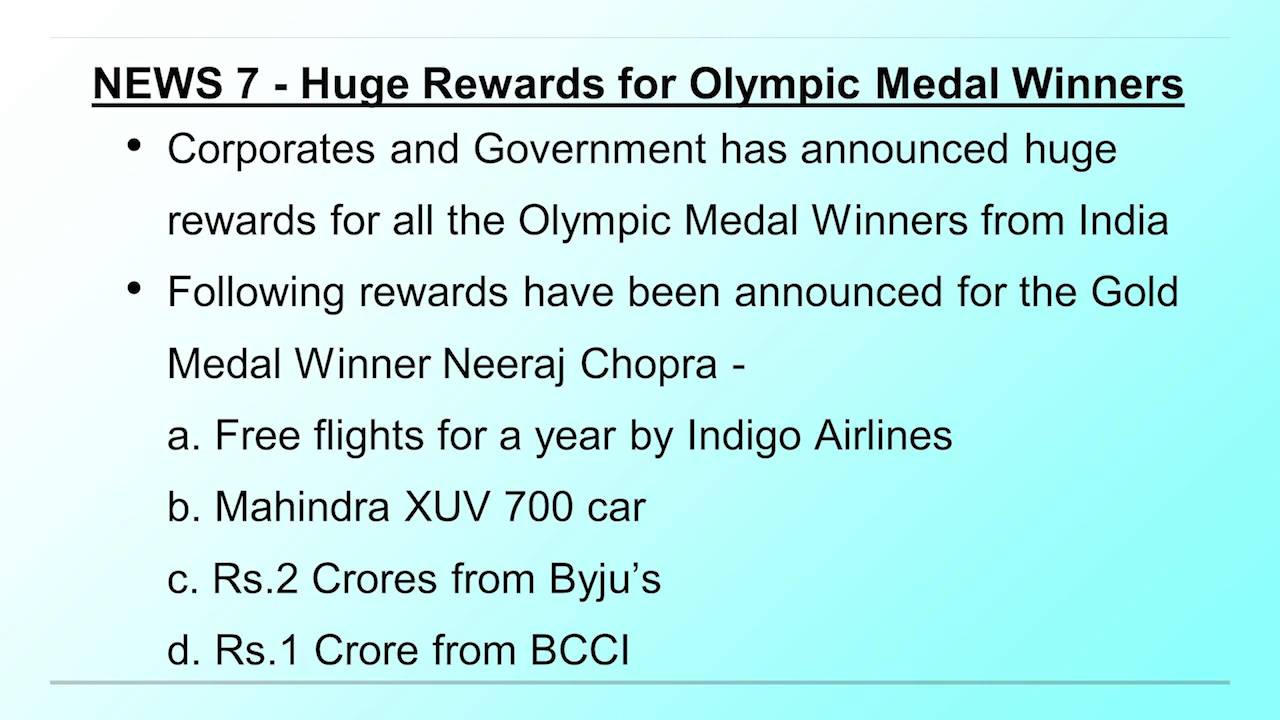 NEWS 7 - Huge Rewards for Olympic Medal Winners
• Corporates and Government has announced huge
rewards for all the Olympic Medal Winners from India
• Following rewards have been announced for the Gold
Medal Winner Neeraj Chopra -
a. Free flights for a year by Indigo Airlines
b. Mahindra XUV 700 car
c. Rs.2 Crores from Byju’s
d. Rs.1 Crore from BCCI